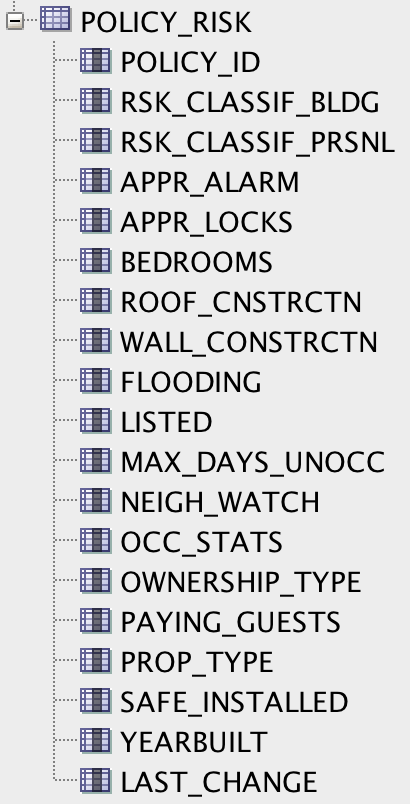 POLICY_RISK
POLICY_ID
RSK_CLASSIF_BLDG
RSK_CLASSIF_PRSNL
APPR_ALARM
APPR_LOCKS
BEDROOMS
ROOF_CNSTRCTN
WALL_CONSTRCTN
FLOODING
LISTED
MAX_DAYS_UNOCC
NEIGH_WATCH
OCC_STATS
OWNERSHIP_TYPE
PAYING_GUESTS
PROP_TYPE
SAFE_INSTALLED
YEARBUILT
LAST_CHANGE